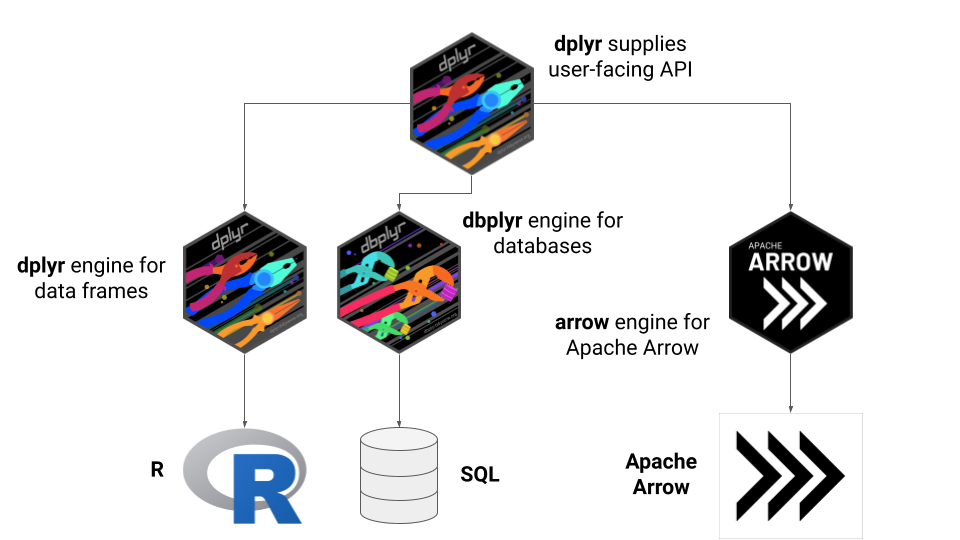 dplyr
dplyr supplies
user-facing API
dplyr
dplyr engine for
data frames
dbplyr
dbplyr engine for
databases
APACHE
ARROW
arrow engine for
Apache Arrow
R
R
SQL
Apache
Arrow